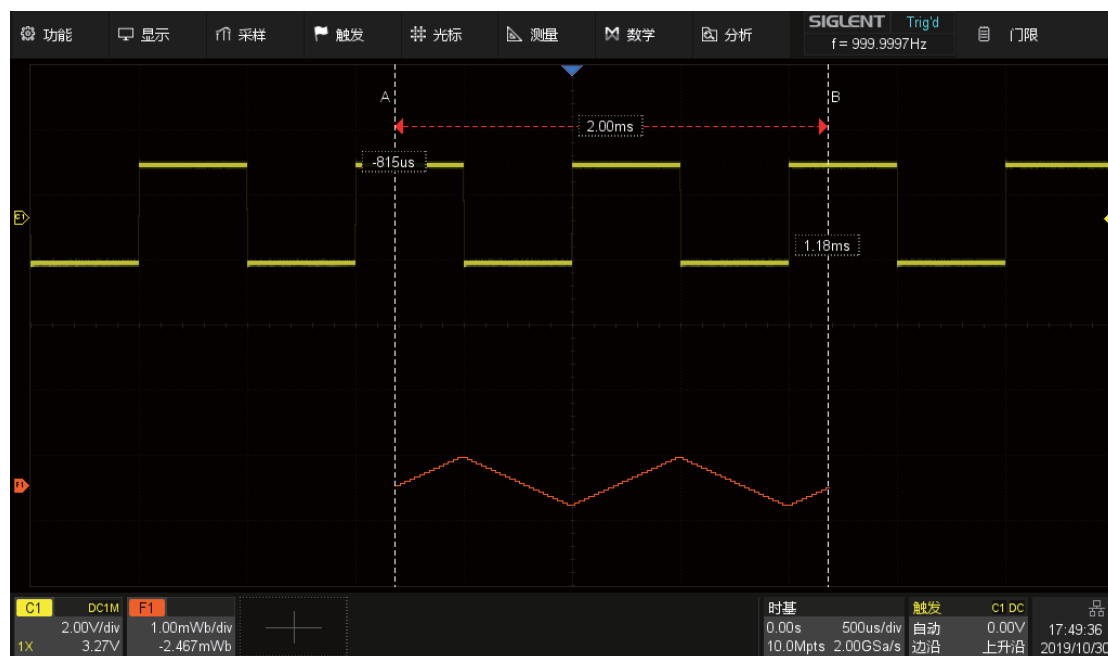 功能 显示 采样 触发 光标 测量 数学 分析 SIGLENT Trig'd 门限
f = 999.9997Hz
A B
2.00ms
-815us
C1
1.18ms
F1
C1 DC1M F1 时基 触发 C1 DC
2.00V/div 1.00mWb/div 0.00s 500us/div 自动 0.00V 17:49:36
1X 3.27V -2.467mWb 10.0Mpts 2.00GSa/s 边沿 上升沿 2019/10/30